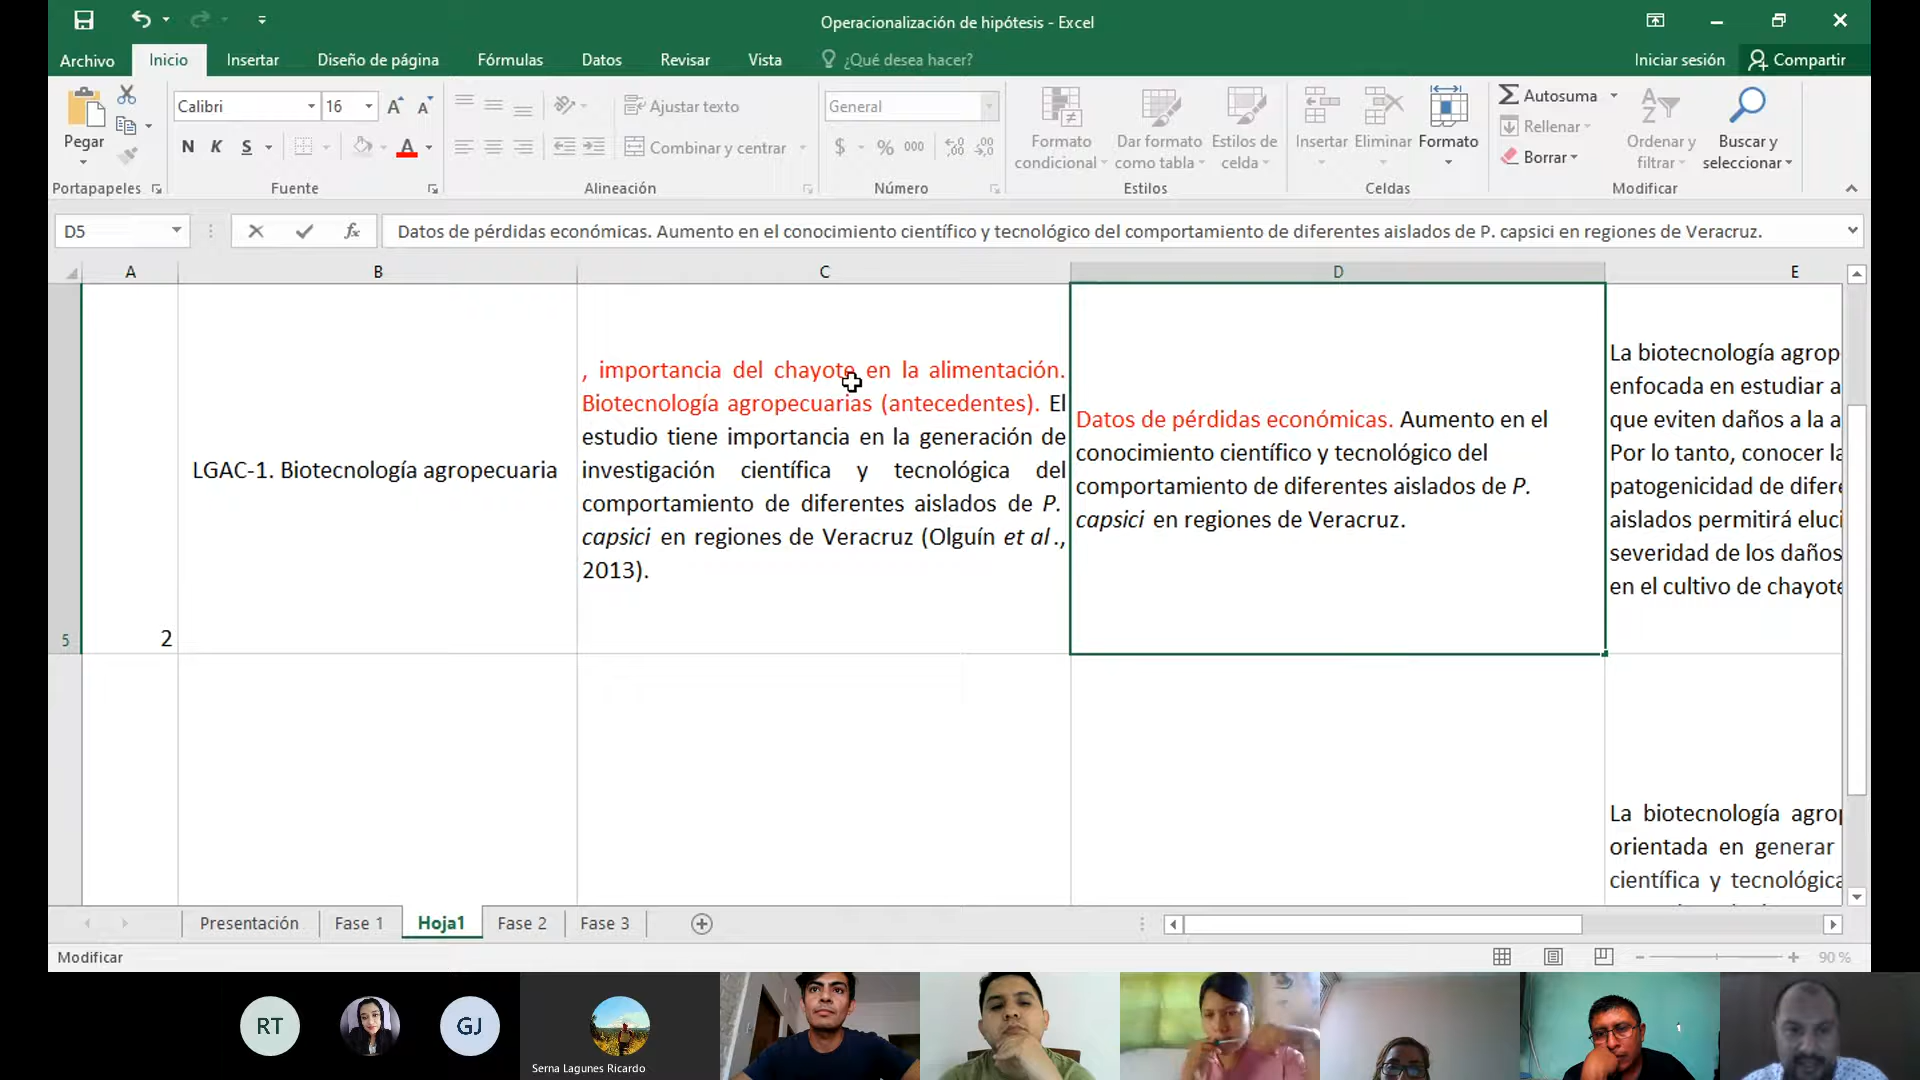 Operacionalización de hipótesis - Excel
Archivo Inicio Insertar Diseño de página Fórmulas Datos Revisar Vista ¿Qué desea hacer? Iniciar sesión Compartir
Pegar
Portapapeles
Calibri 16
N K S
Fuente
Ajustar texto
Combinar y centrar
Alineación
General
$ % 000
Número
Formato condicional
Dar formato como tabla
Estilos de celda
Estilos
Insertar Eliminar Formato
Celdas
Autosuma
Rellenar
Borrar
Ordenar y filtrar
Buscar y seleccionar
Modificar
D5
fx
Datos de pérdidas económicas. Aumento en el conocimiento científico y tecnológico del comportamiento de diferentes aislados de P. capsici en regiones de Veracruz.
A B C D E
5
2
LGAC-1. Biotecnología agropecuaria
, importancia del chayote en la alimentación.
Biotecnología agropecuarias (antecedentes). El
estudio tiene importancia en la generación de
investigación científica y tecnológica del
comportamiento de diferentes aislados de P.
capsici en regiones de Veracruz (Olguín et al.,
2013).
Datos de pérdidas económicas. Aumento en el
conocimiento científico y tecnológico del
comportamiento de diferentes aislados de P.
capsici en regiones de Veracruz.
La biotecnología agrop
enfocada en estudiar a
que eviten daños a la a
Por lo tanto, conocer la
patogenicidad de difere
aislados permitirá eluci
severidad de los daños
en el cultivo de chayote
La biotecnología agrop
orientada en generar
científica y tecnológica
Presentación Fase 1 Hoja1 Fase 2 Fase 3
Modificar
90 %
RT
GJ
Serna Lagunes Ricardo